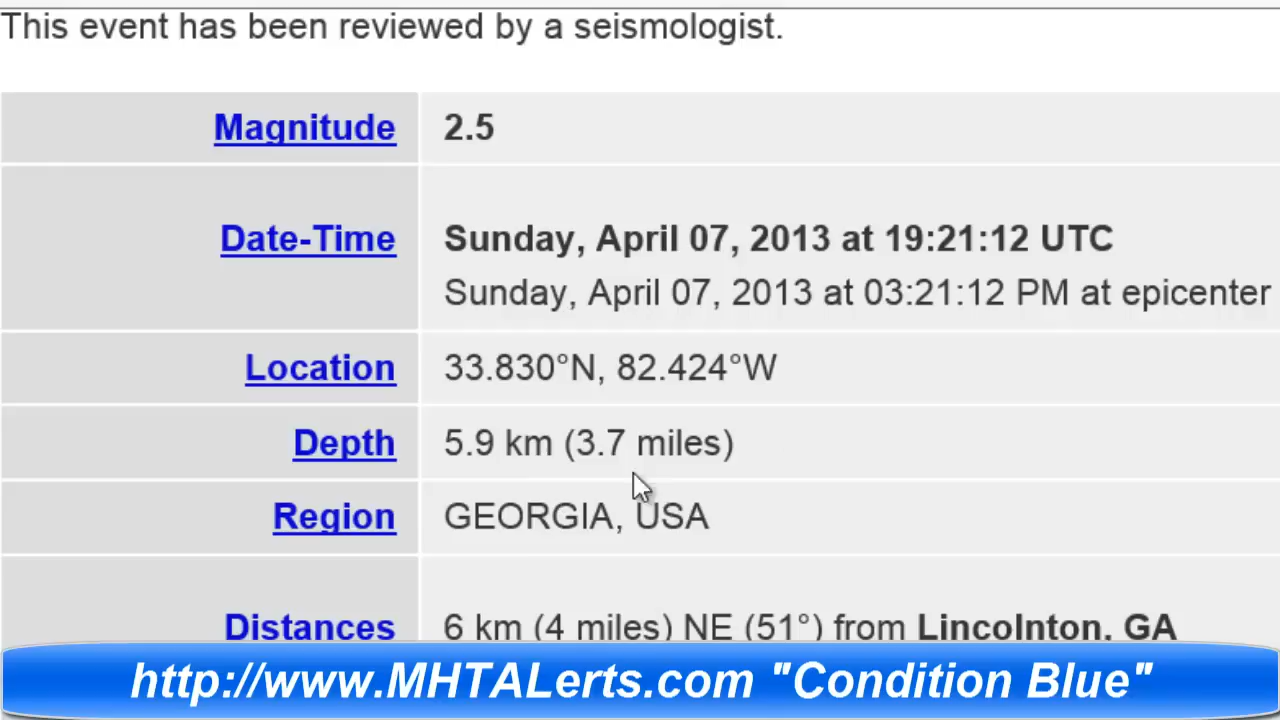 This event has been reviewed by a seismologist.
Magnitude 2.5
Date-Time Sunday, April 07, 2013 at 19:21:12 UTC
Sunday, April 07, 2013 at 03:21:12 PM at epicenter
Location 33.830°N, 82.424°W
Depth 5.9 km (3.7 miles)
Region GEORGIA, USA
Distances 6 km (4 miles) NE (51°) from Lincolnton, GA
http://www.MHTALerts.com "Condition Blue"